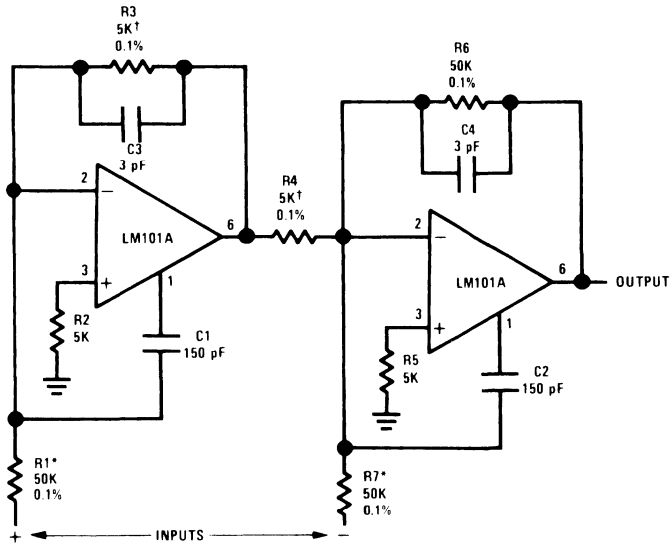 R3
5K†
0.1%
C3
3 pF
2
−
LM101A
6
3
+
1
R2
5K
C1
150 pF
R1*
50K
0.1%
+
INPUTS
−
R4
5K†
0.1%
R6
50K
0.1%
C4
3 pF
2
−
LM101A
6
OUTPUT
3
+
1
R5
5K
C2
150 pF
R7*
50K
0.1%